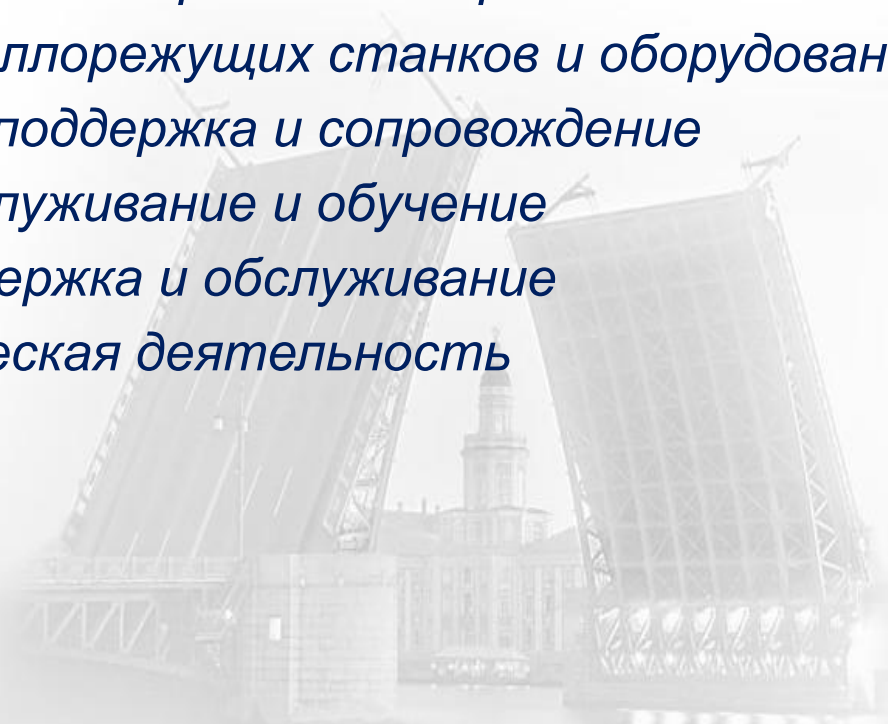 ллорежущих станков и оборудован
поддержка и сопровождение
луживание и обучение
ержка и обслуживание
еская деятельность